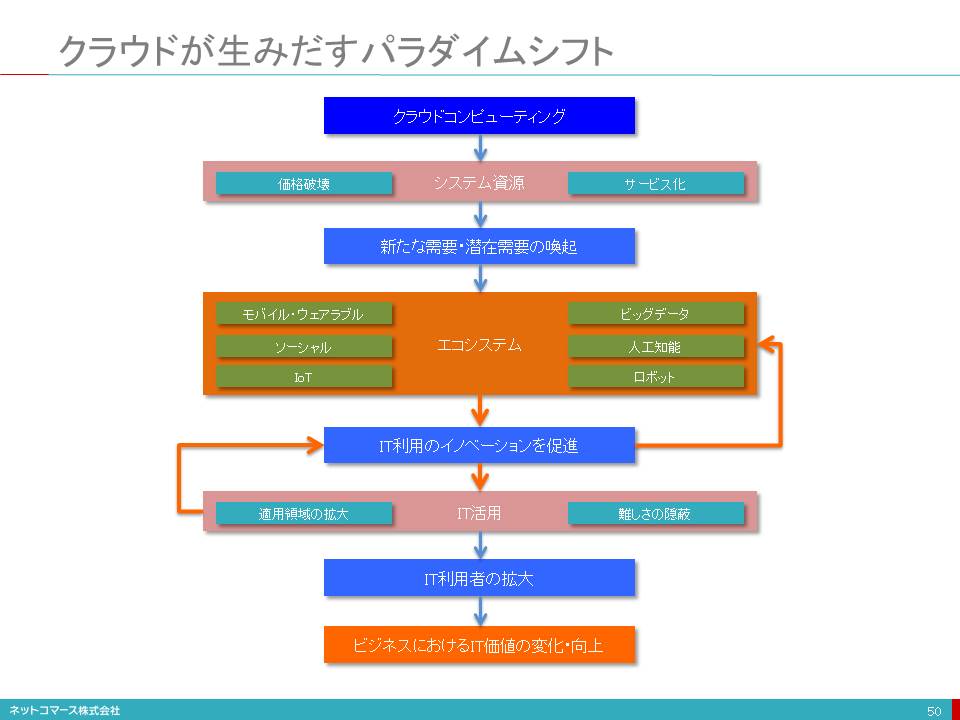 クラウドが生みだすパラダイムシフト
クラウドコンピューティング
価格破壊
システム資源
サービス化
新たな需要・潜在需要の喚起
モバイル・ウェアラブル
ビッグデータ
ソーシャル
エコシステム
人工知能
IoT
ロボット
IT利用のイノベーションを促進
適用領域の拡大
IT活用
難しさの隠蔽
IT利用者の拡大
ビジネスにおけるIT価値の変化・向上
ネットコマース株式会社
50